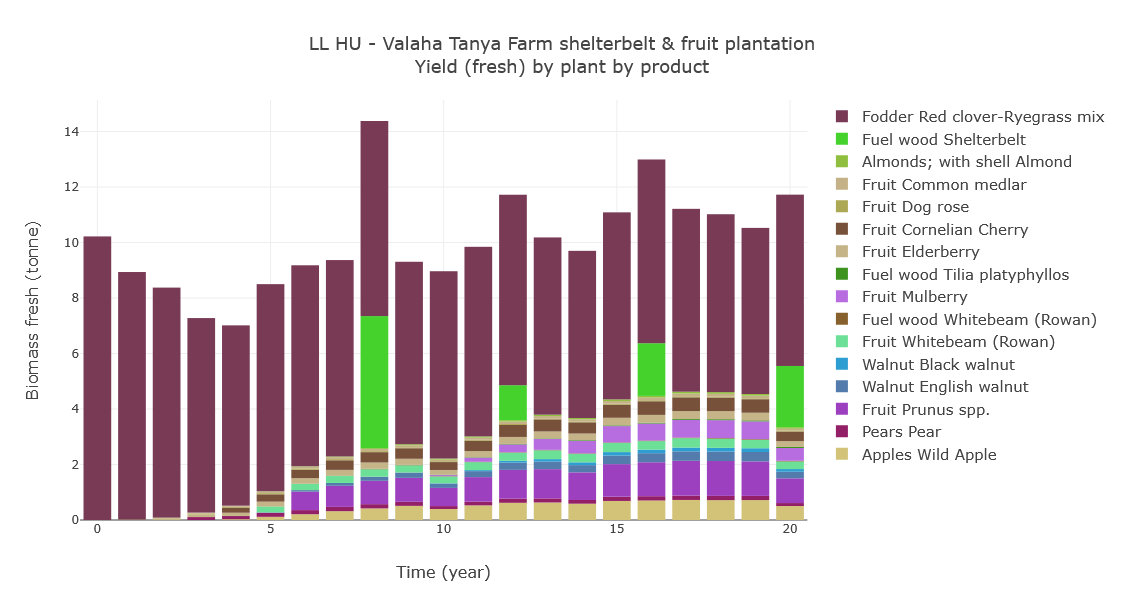 LL HU - Valaha Tanya Farm shelterbelt & fruit plantation
Yield (fresh) by plant by product
Biomass fresh (tonne)
14
12
10
8
6
4
2
0
0
5
10
15
20
Time (year)
Fodder Red clover-Ryegrass mix
Fuel wood Shelterbelt
Almonds; with shell Almond
Fruit Common medlar
Fruit Dog rose
Fruit Cornelian Cherry
Fruit Elderberry
Fuel wood Tilia platyphyllos
Fruit Mulberry
Fuel wood Whitebeam (Rowan)
Fruit Whitebeam (Rowan)
Walnut Black walnut
Walnut English walnut
Fruit Prunus spp.
Pears Pear
Apples Wild Apple